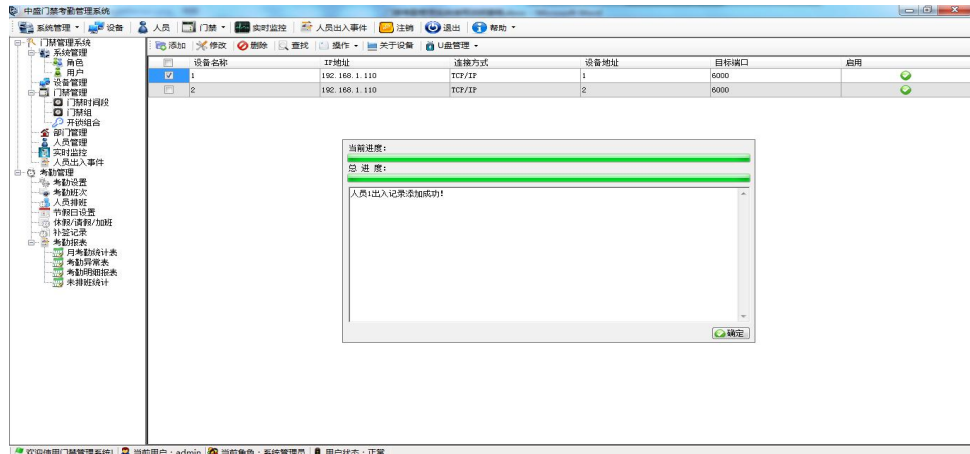 中盛门禁考勤管理系统
系统管理 设备 人员 门禁 实时监控 人员出入事件 注销 退出 帮助
门禁管理系统
系统管理
角色
用户
设备管理
门禁管理
门禁时间段
门禁组
开锁组合
部门管理
人员管理
实时监控
人员出入事件
考勤管理
考勤设置
考勤班次
人员排班
节假日设置
休假/请假/加班
补签记录
考勤报表
月考勤统计表
考勤异常表
考勤明细报表
未排班统计
添加 修改 删除 查找 操作 关于设备 U盘管理
设备名称 IP地址 连接方式 设备地址 目标端口 启用
1 192.168.1.110 TCP/IP 1 6000
2 192.168.1.110 TCP/IP 2 6000
当前进度:
总 进 度:
人员1出入记录添加成功!
确定
欢迎使用门禁管理系统! 当前用户:admin 当前角色:系统管理员 用户状态:正常